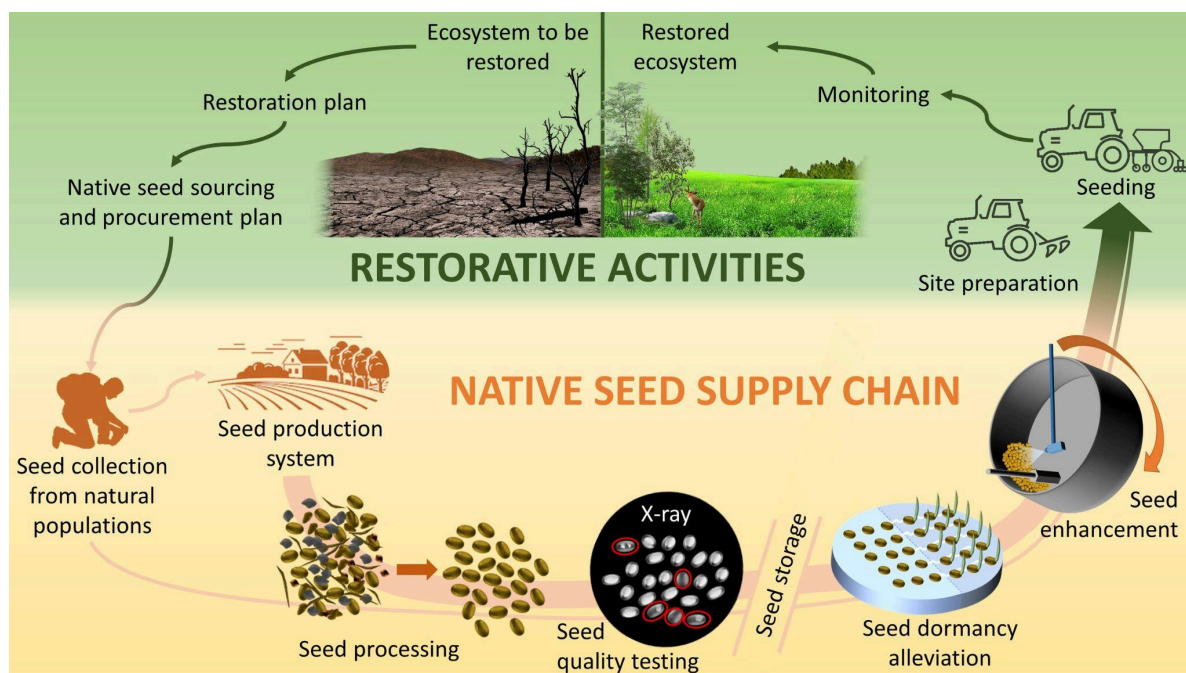 Ecosystem to be
restored
Restored
ecosystem
Restoration plan
Monitoring
Native seed sourcing
and procurement plan
Seeding
Site preparation
RESTORATIVE ACTIVITIES
NATIVE SEED SUPPLY CHAIN
Seed production
system
Seed collection
from natural
populations
Seed processing
X-ray
Seed
quality testing
Seed storage
Seed dormancy
alleviation
Seed
enhancement